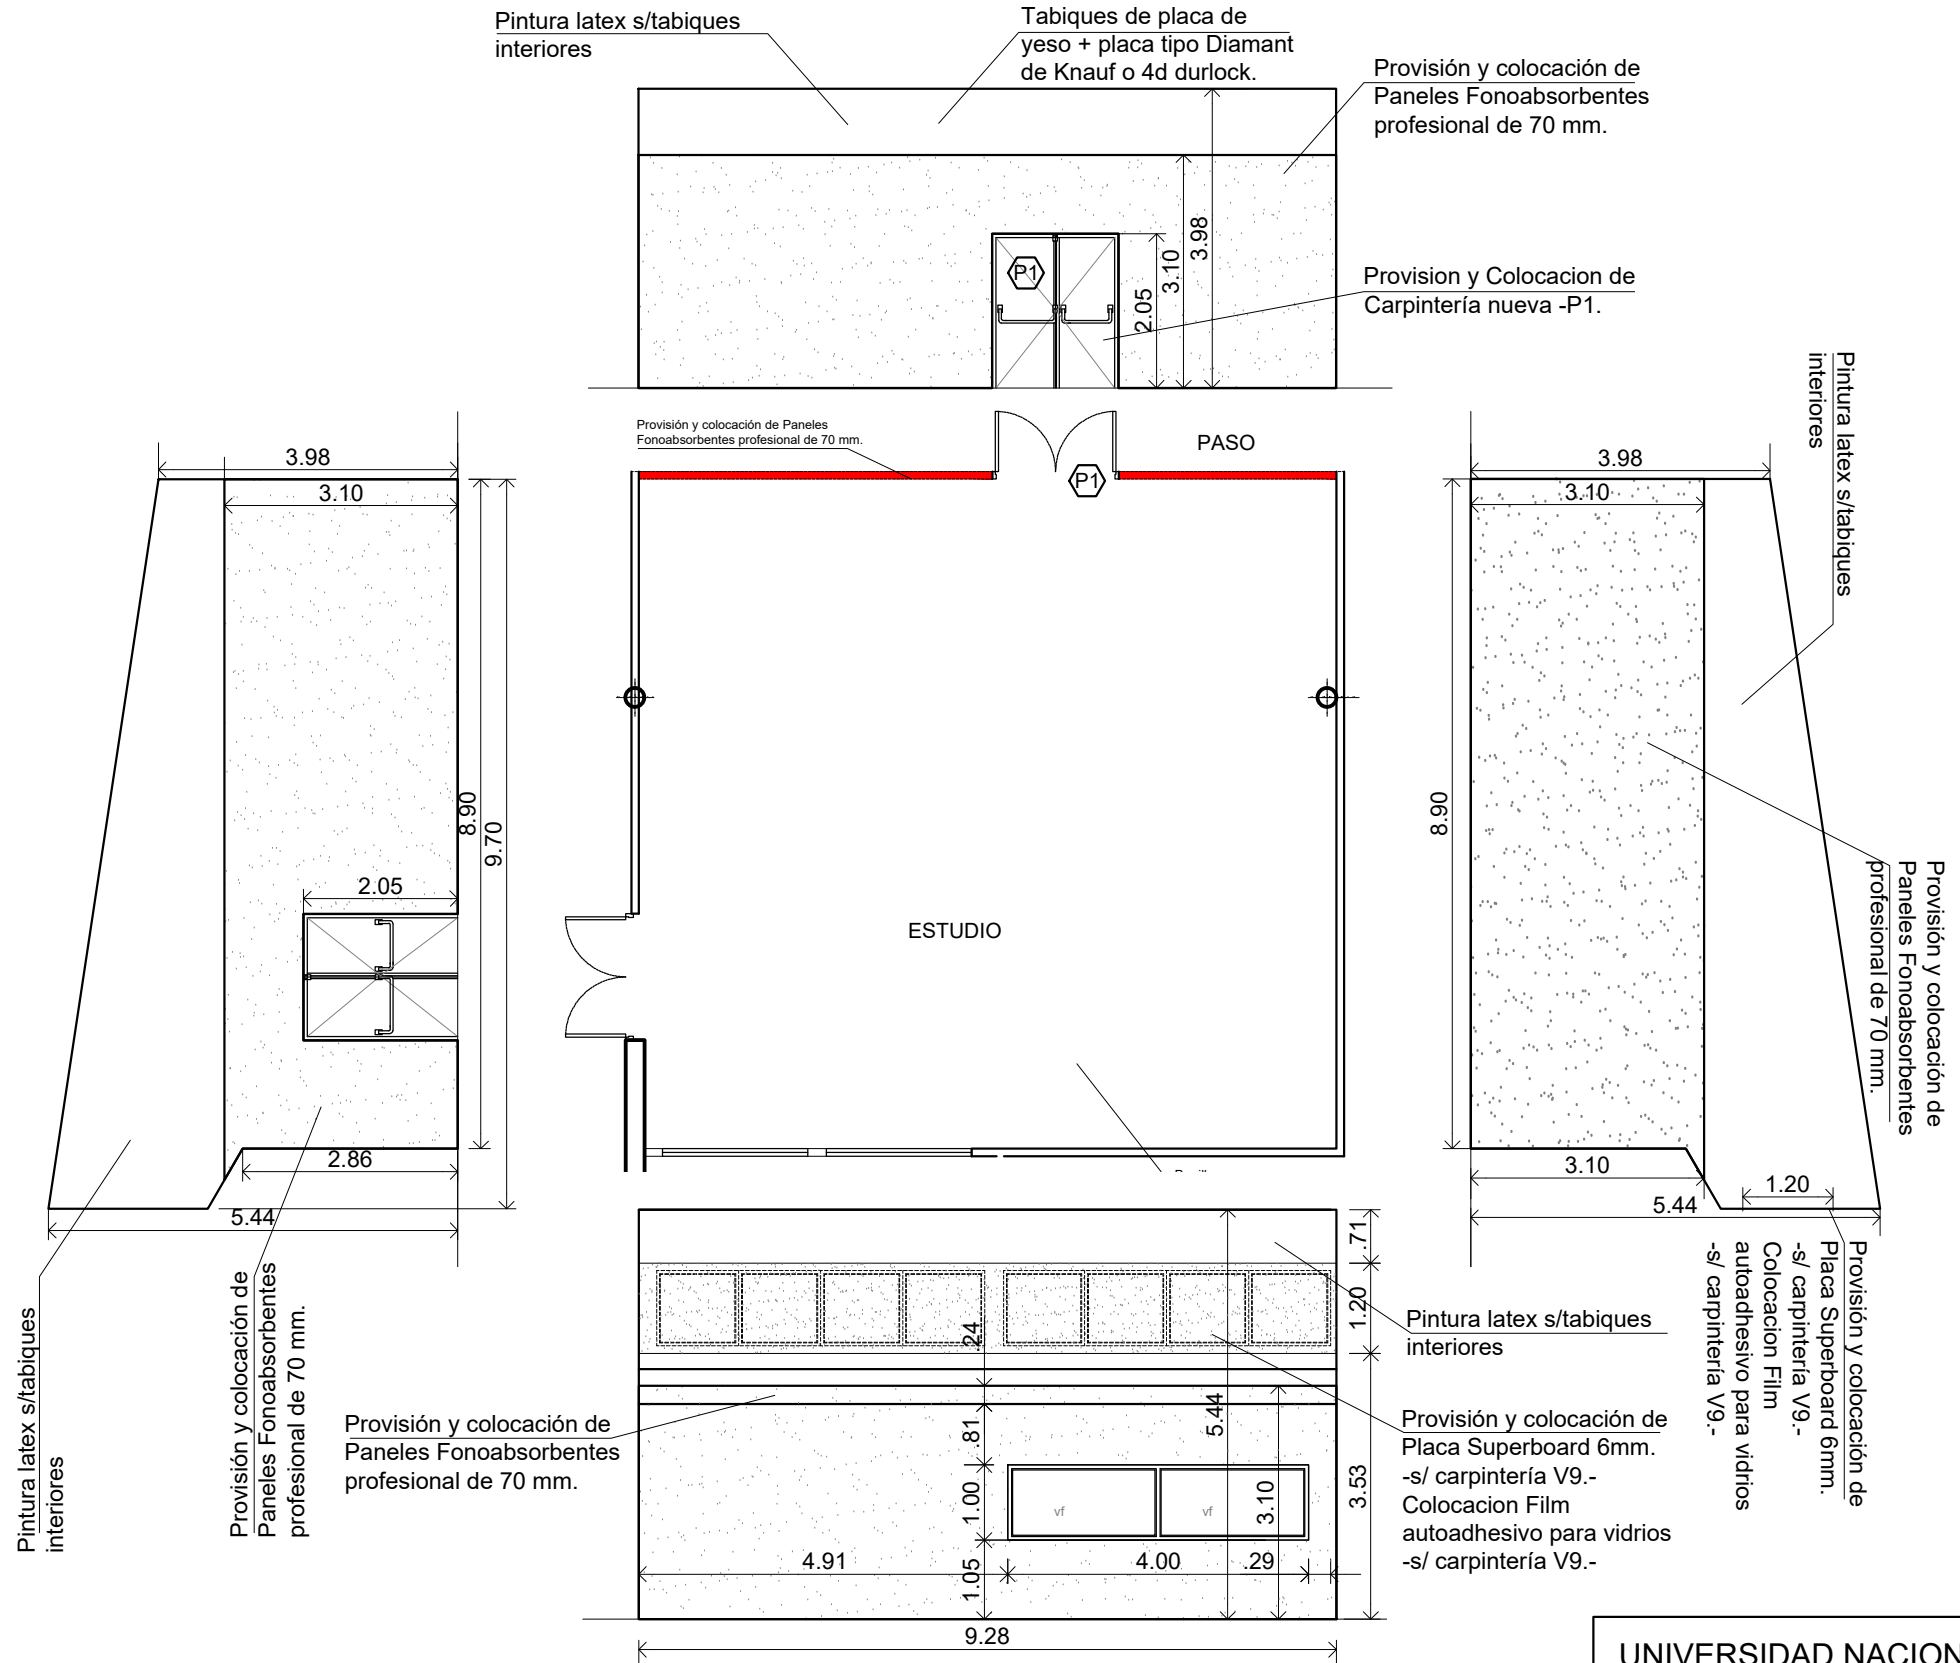 Pintura latex s/tabiques
interiores
Tabiques de placa de
yeso + placa tipo Diamant
de Knauf o 4d durlock.
Provisión y colocación de
Paneles Fonoabsorbentes
profesional de 70 mm.
3.98
3.10
2.05
P1
Provision y Colocacion de
Carpintería nueva -P1.
Provisión y colocación de Paneles
Fonoabsorbentes profesional de 70 mm.
PASO
P1
3.98
3.10
8.90
9.70
2.05
2.86
5.44
Pintura latex s/tabiques
interiores
Provisión y colocación de
Paneles Fonoabsorbentes
profesional de 70 mm.
ESTUDIO
3.98
3.10
8.90
3.10
1.20
5.44
Pintura latex s/tabiques
interiores
Provisión y colocación de
Paneles Fonoabsorbentes
profesional de 70 mm.
Provisión y colocación de
Placa Superboard 6mm.
-s/ carpintería V9.-
Colocacion Film
autoadhesivo para vidrios
-s/ carpintería V9.-
.71
1.20
.24
5.44
.81
1.00
3.10
3.53
1.05
vf
vf
4.91
4.00
.29
9.28
Provisión y colocación de
Paneles Fonoabsorbentes
profesional de 70 mm.
Pintura latex s/tabiques
interiores
Provisión y colocación de
Placa Superboard 6mm.
-s/ carpintería V9.-
Colocacion Film
autoadhesivo para vidrios
-s/ carpintería V9.-
UNIVERSIDAD NACION